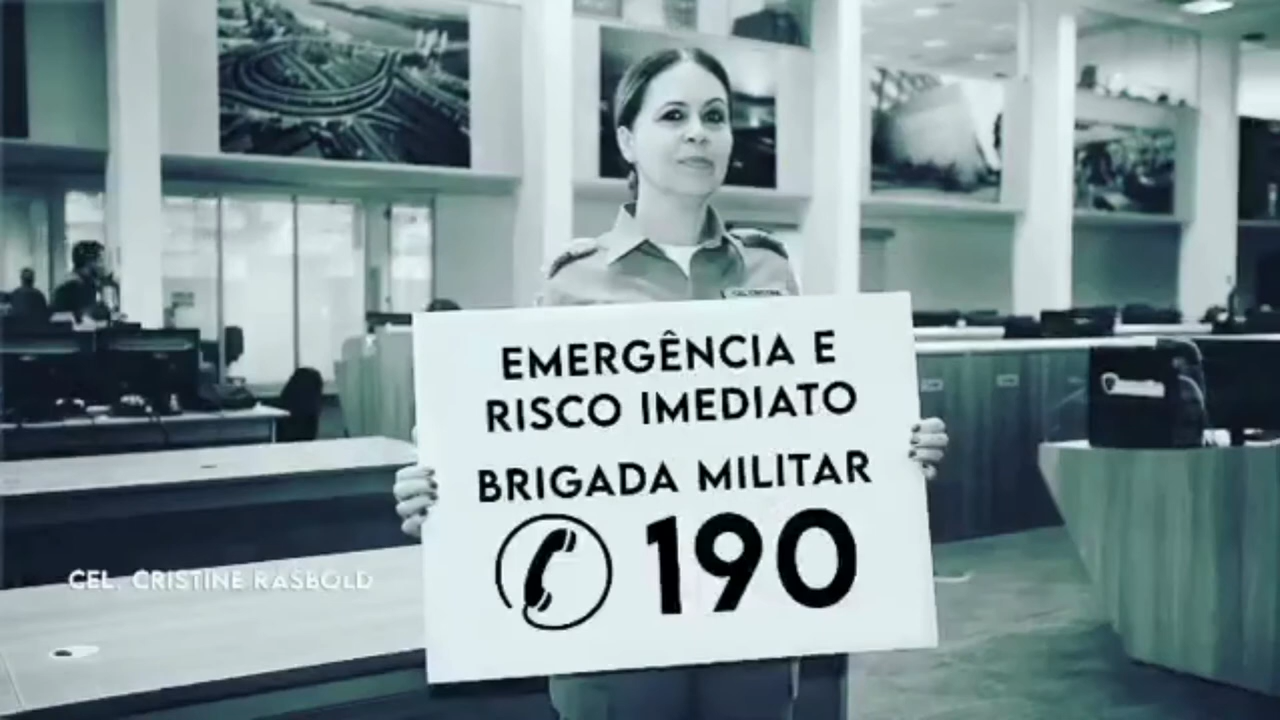 EMERGÊNCIA E
RISCO IMEDIATO
BRIGADA MILITAR
190
CEL. CRISTINE RASBOLD